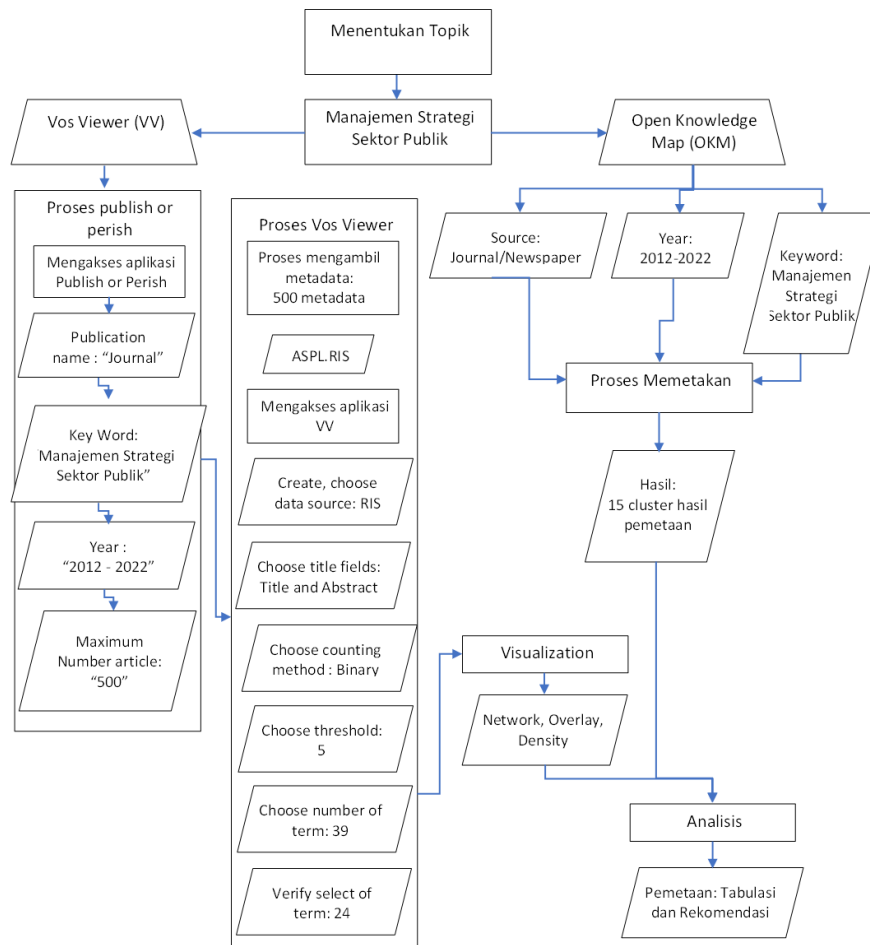 Menentukan Topik
Vos Viewer (VV)
Manajemen Strategi
Sektor Publik
Open Knowledge
Map (OKM)
Proses publish or
perish
Mengakses aplikasi
Publish or Perish
Publication
name : “Journal”
Key Word:
Manajemen Strategi
Sektor Publik”
Year :
“2012 - 2022”
Maximum
Number article:
“500”
Proses Vos Viewer
Proses mengambil
metadata:
500 metadata
ASPL.RIS
Mengakses aplikasi
VV
Create, choose
data source: RIS
Choose title fields:
Title and Abstract
Choose counting
method : Binary
Choose threshold:
5
Choose number of
term: 39
Verify select of
term: 24
Source:
Journal/Newspaper
Year:
2012-2022
Keyword:
Manajemen
Strategi
Sektor Publik
Proses Memetakan
Hasil:
15 cluster hasil
pemetaan
Visualization
Network, Overlay,
Density
Analisis
Pemetaan: Tabulasi
dan Rekomendasi